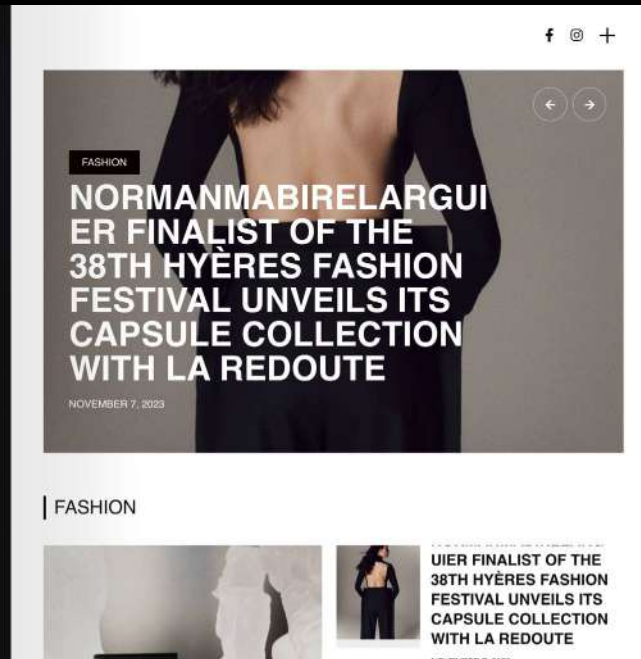 FASHION
NORMANMABIRELARGUI
ER FINALIST OF THE
38TH HYÈRES FASHION
FESTIVAL UNVEILS ITS
CAPSULE COLLECTION
WITH LA REDOUTE
NOVEMBER 7, 2023
FASHION
UIER FINALIST OF THE
38TH HYÈRES FASHION
FESTIVAL UNVEILS ITS
CAPSULE COLLECTION
WITH LA REDOUTE